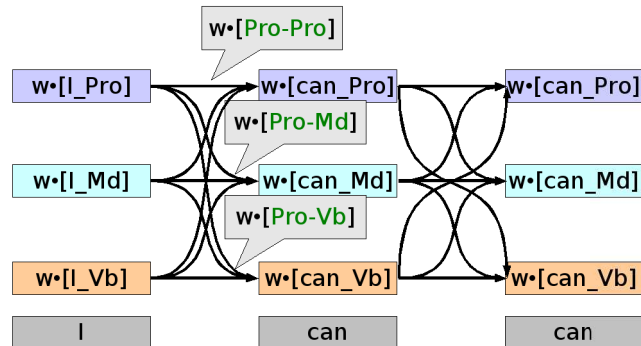 w•[Pro-Pro]
w•[I_Pro] w•[can_Pro] w•[can_Pro]
w•[Pro-Md]
w•[I_Md] w•[can_Md] w•[can_Md]
w•[Pro-Vb]
w•[I_Vb] w•[can_Vb] w•[can_Vb]
I can can